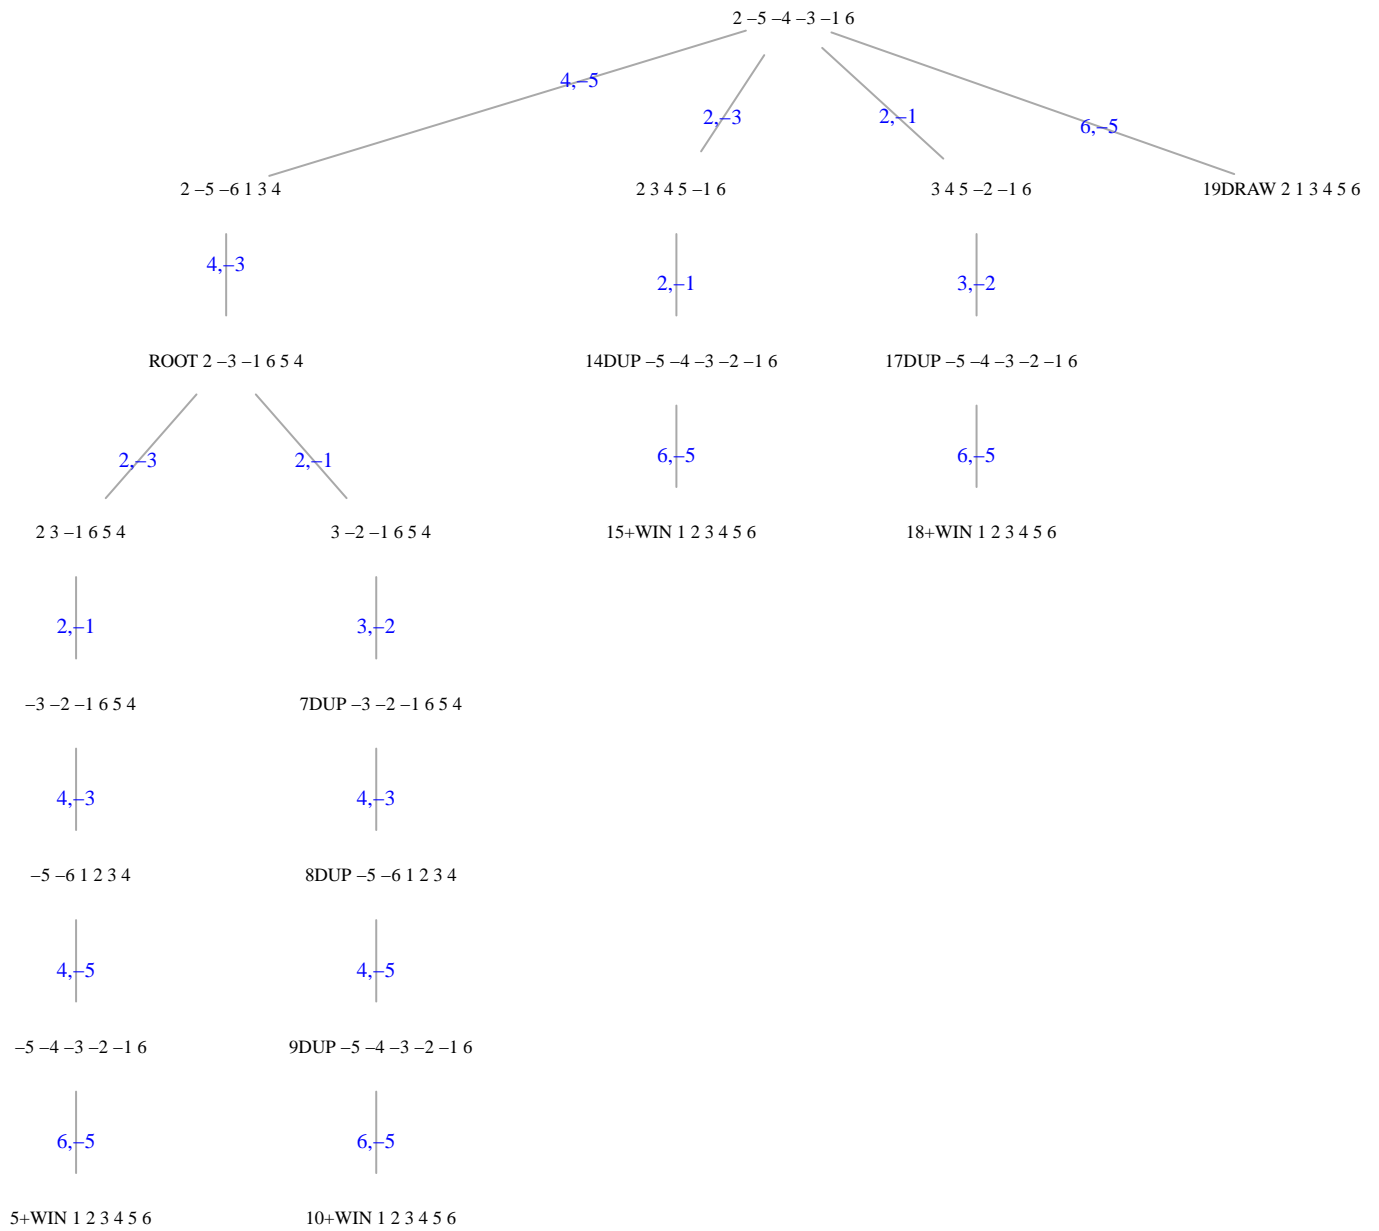 2 –5 –4 –3 –1 6
4,–5
2,–3
2,–1
6,–5
2 –5 –6 1 3 4
2 3 4 5 –1 6
3 4 5 –2 –1 6
19DRAW 2 1 3 4 5 6
4,–3
2,–1
3,–2
ROOT 2 –3 –1 6 5 4
14DUP –5 –4 –3 –2 –1 6
17DUP –5 –4 –3 –2 –1 6
2,–3
2,–1
6,–5
6,–5
2 3 –1 6 5 4
3 –2 –1 6 5 4
15+WIN 1 2 3 4 5 6
18+WIN 1 2 3 4 5 6
2,–1
3,–2
–3 –2 –1 6 5 4
7DUP –3 –2 –1 6 5 4
4,–3
4,–3
–5 –6 1 2 3 4
8DUP –5 –6 1 2 3 4
4,–5
4,–5
–5 –4 –3 –2 –1 6
9DUP –5 –4 –3 –2 –1 6
6,–5
6,–5
5+WIN 1 2 3 4 5 6
10+WIN 1 2 3 4 5 6